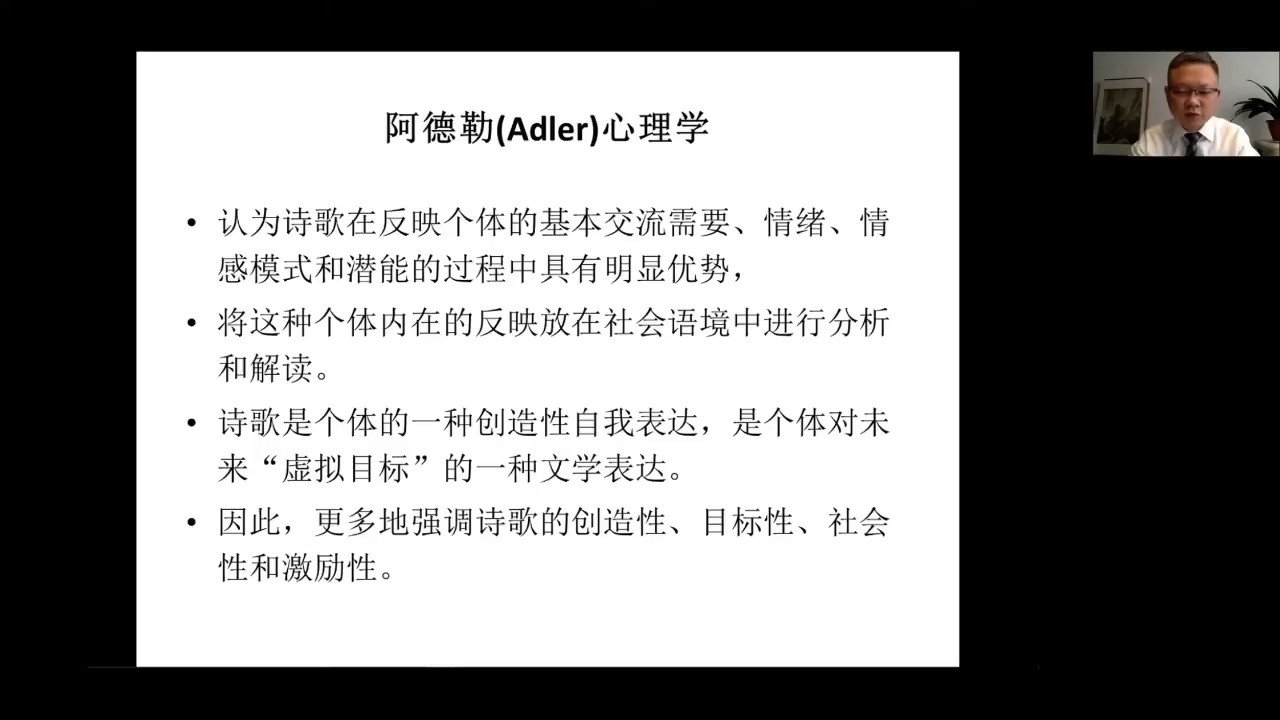 阿德勒(Adler)心理学
• 认为诗歌在反映个体的基本交流需要、情绪、情
感模式和潜能的过程中具有明显优势，
• 将这种个体内在的反映放在社会语境中进行分析
和解读。
• 诗歌是个体的一种创造性自我表达，是个体对未
来“虚拟目标”的一种文学表达。
• 因此，更多地强调诗歌的创造性、目标性、社会
性和激励性。